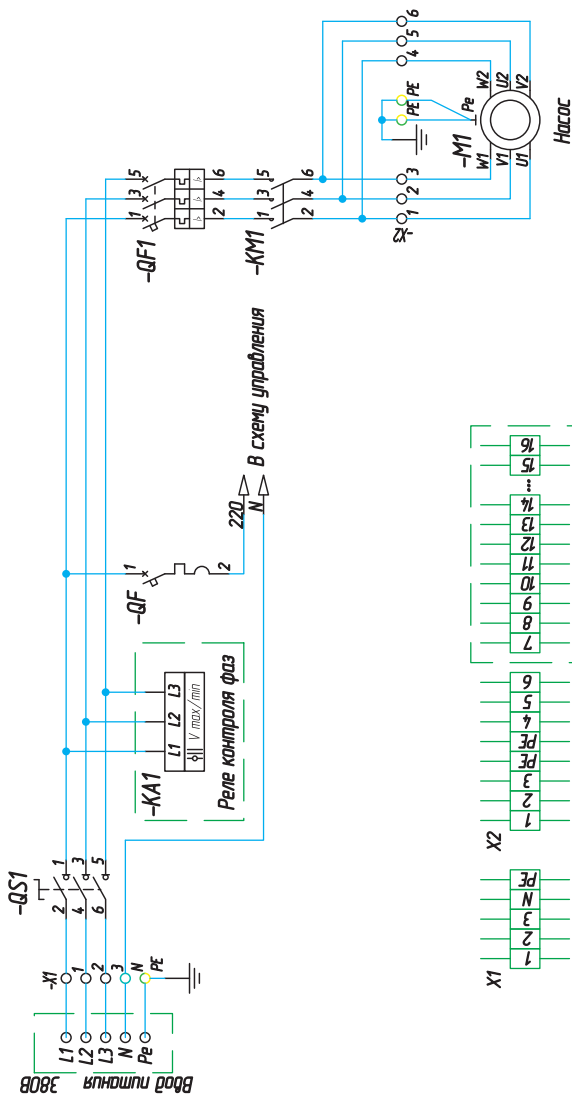 Ввод питания 380В
L1
L2
L3
N
Pe
-X1
1
2
3
N
PE
-QS1
2 1
4 3
6 5
-KA1
L1 L2 L3
V max/min
Реле контроля фаз
-QF
1
2
220
N
В схему управления
-QF1
1 3 5
2 4 6
-KM1
1 3 5
2 4 6
-X2
1 2 3
PE PE
4 5 6
-M1
Pe
W1 W2
V1 U2
U1 V2
Насос
X1
1 2 3 N PE
X2
1 2 3 PE PE 4 5 6
7 8 9 10 11 12 13 14 ... 15 16